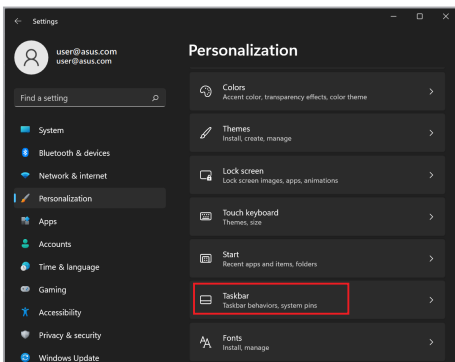 Settings
user@asus.com
user@asus.com
Find a setting
System
Bluetooth & devices
Network & internet
Personalization
Apps
Accounts
Time & language
Gaming
Accessibility
Privacy & security
Windows Update
Personalization
Colors
Accent color, transparency effects, color theme
Themes
Install, create, manage
Lock screen
Lock screen images, apps, animations
Touch keyboard
Themes, size
Start
Recent apps and items, folders
Taskbar
Taskbar behaviors, system pins
Fonts
Install, manage